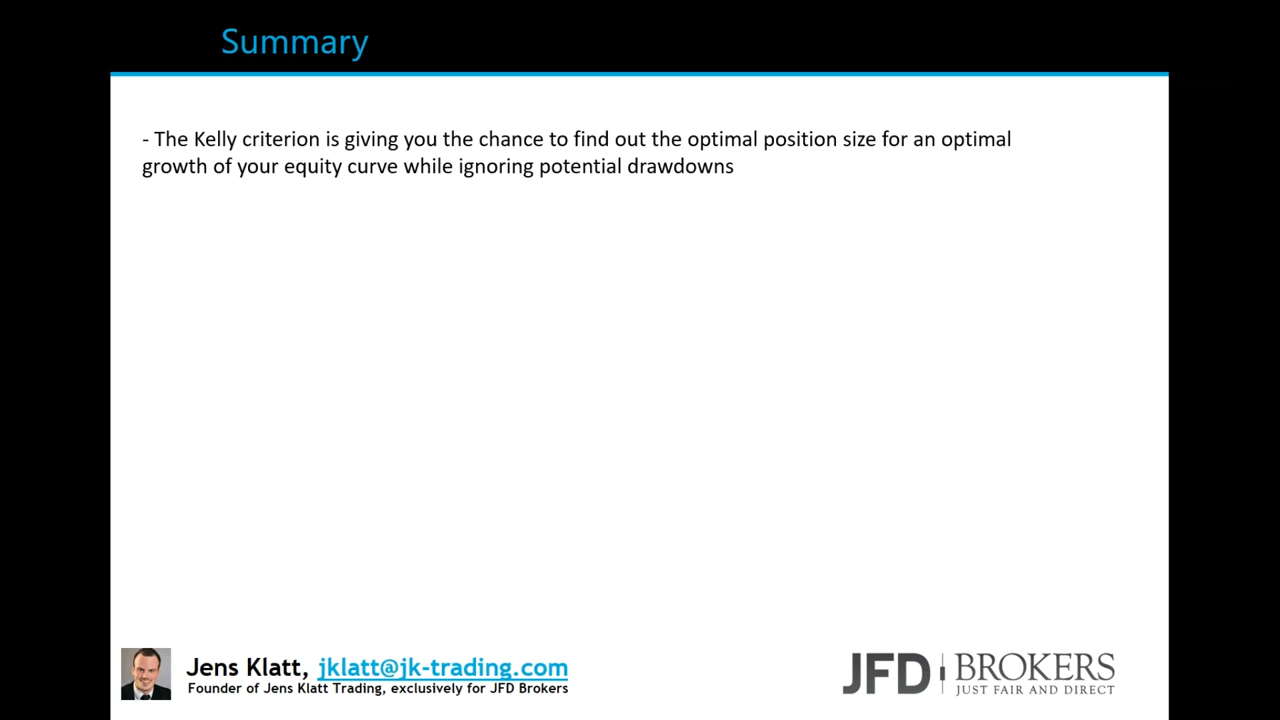 Summary
- The Kelly criterion is giving you the chance to find out the optimal position size for an optimal
growth of your equity curve while ignoring potential drawdowns
Jens Klatt, jklatt@jk-trading.com
Founder of Jens Klatt Trading, exclusively for JFD Brokers
JFD BROKERS
JUST FAIR AND DIRECT